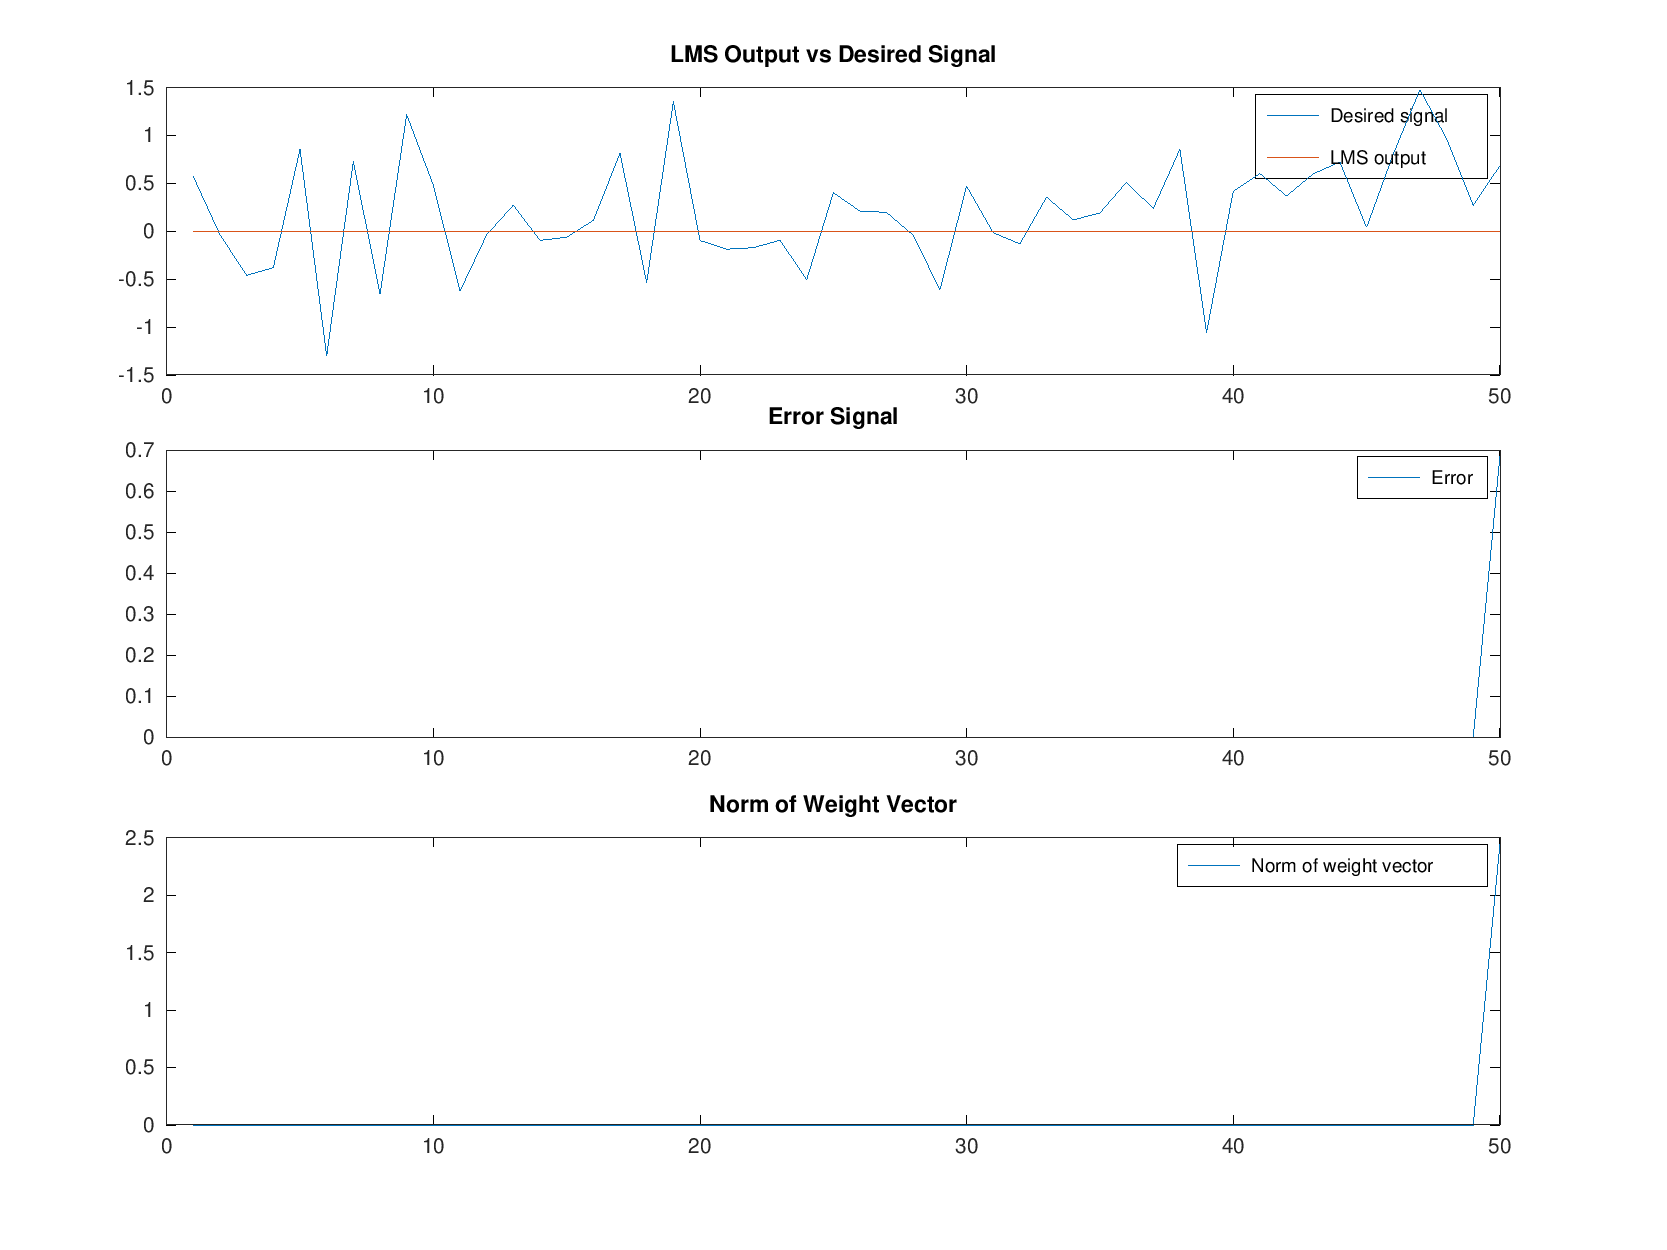 LMS Output vs Desired Signal
1.5
1
0.5
0
-0.5
-1
-1.5
Desired signal
LMS output
0 10 20 30 40 50
Error Signal
0.7
0.6
0.5
0.4
0.3
0.2
0.1
0
Error
0 10 20 30 40 50
Norm of Weight Vector
2.5
2
1.5
1
0.5
0
Norm of weight vector
0 10 20 30 40 50